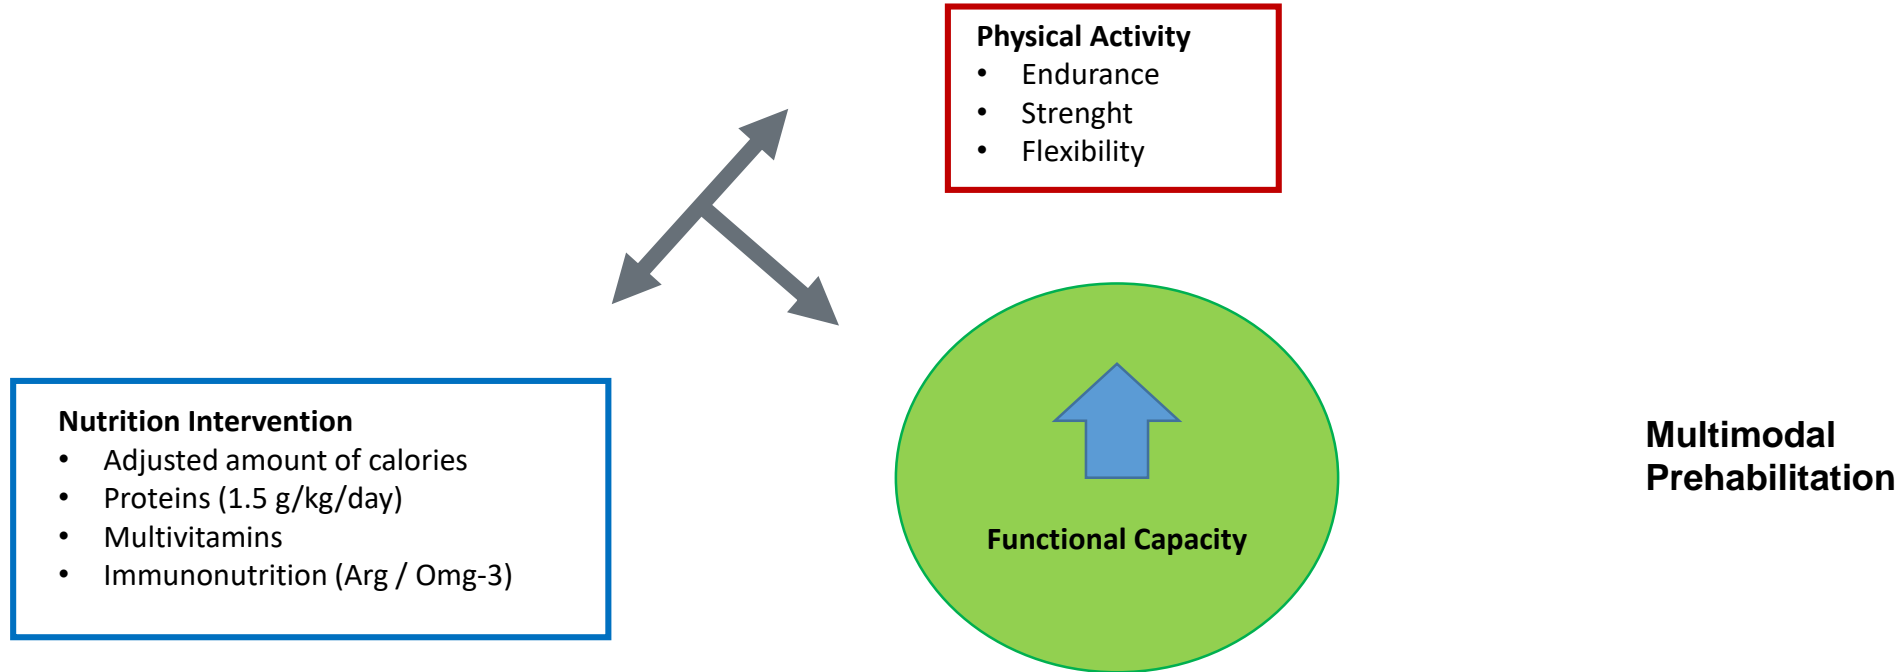 Physical Activity
• Endurance
• Strenght
• Flexibility
Nutrition Intervention
• Adjusted amount of calories
• Proteins (1.5 g/kg/day)
• Multivitamins
• Immunonutrition (Arg / Omg-3)
Functional Capacity
Multimodal
Prehabilitation